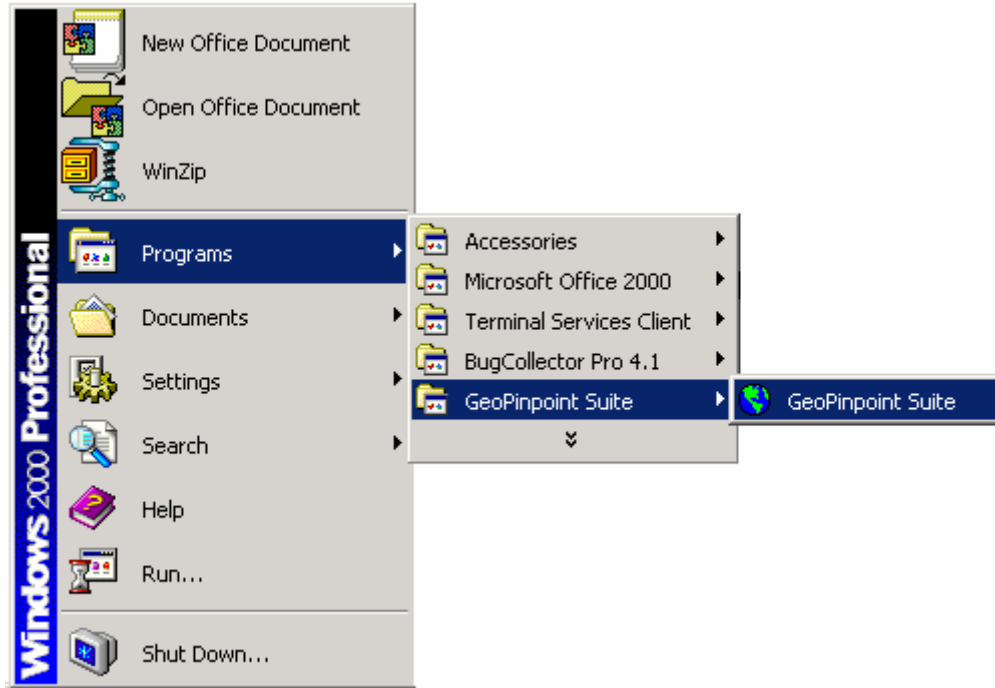 New Office Document
Open Office Document
WinZip
Programs
Documents
Settings
Search
Help
Run...
Shut Down...
Windows 2000 Professional
Accessories
Microsoft Office 2000
Terminal Services Client
BugCollector Pro 4.1
GeoPinpoint Suite
GeoPinpoint Suite